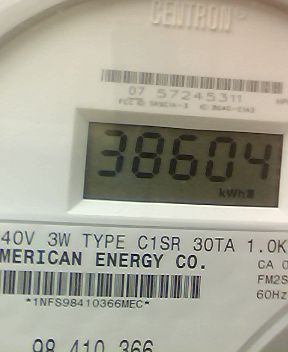 CENTRON®
07 57245311
38604
kWh
40V 3W TYPE C1SR 30TA 1.0K
MERICAN ENERGY CO.
CA 0
FM2S
60Hz
*1NFS98410366MEC*
98 410 366